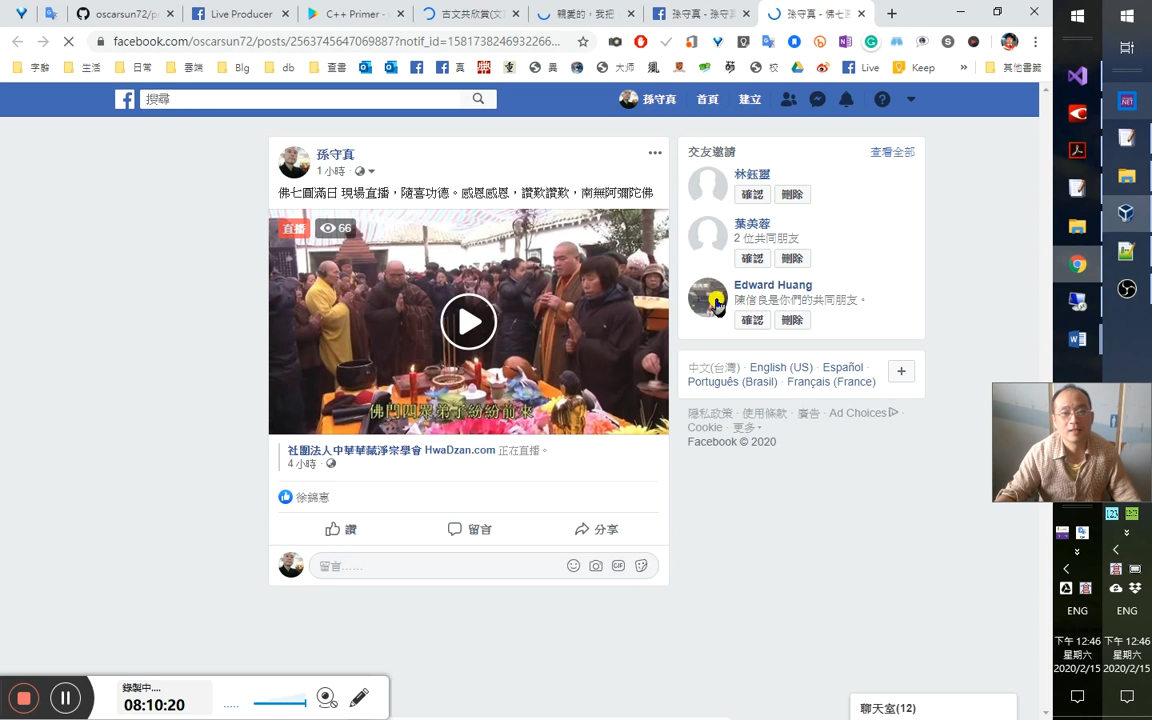 oscarsun72/p
Live Producer
C++ Primer -
古文共欣賞(文
親愛的，我把
孫守真 - 孫守真
孫守真 - 佛七圓
facebook.com/oscarsun72/posts/2563745647069887?notif_id=1581738246932266...
字辭
生活
日常
雲端
Blg
db
查書
真
異
大师
校
Live
Keep
»
其他書籤
搜尋
孫守真
首頁
建立
孫守真
1 小時 ·
佛七圓滿日 現場直播，隨喜功德。感恩感恩，讚歎讚歎，南無阿彌陀佛
直播
66
佛門四眾弟子紛紛前來
社團法人中華華藏淨宗學會 HwaDzan.com 正在直播。
4 小時 ·
徐錦惠
讚
留言
分享
留言……
GIF
交友邀請
查看全部
林鈺靈
確認
刪除
葉美蓉
2 位共同朋友
確認
刪除
Edward Huang
陳信良是你們的共同朋友。
確認
刪除
中文(台灣) · English (US) · Español ·
Português (Brasil) · Français (France)
隱私政策 · 使用條款 · 廣告 · Ad Choices ·
Cookie · 更多
Facebook © 2020
聊天室(12)
錄製中....
08:10:20
ENG
下午 12:46
星期六
2020/2/15
ENG
下午 12:46
星期六
2020/2/15